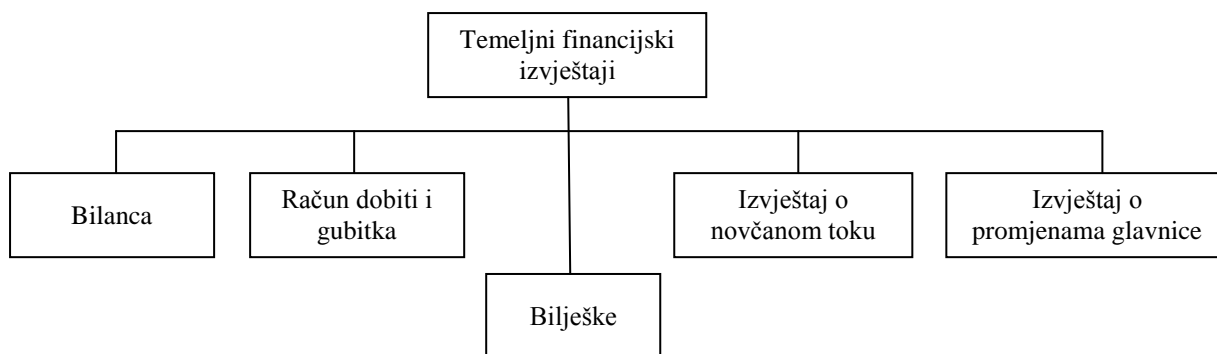 Temeljni financijski
izvještaji
Bilanca
Račun dobiti i
gubitka
Izvještaj o
novčanom toku
Izvještaj o
promjenama glavnice
Bilješke